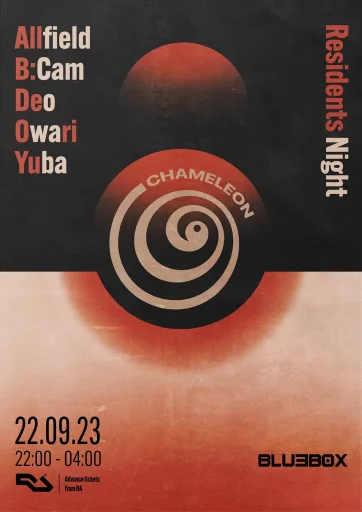 Allfield
B:Cam
Deo
Owari
Yuba
Residents Night
CHAMELEON
22.09.23
22:00 - 04:00
RA
Advance tickets
from RA
BLUEBOX